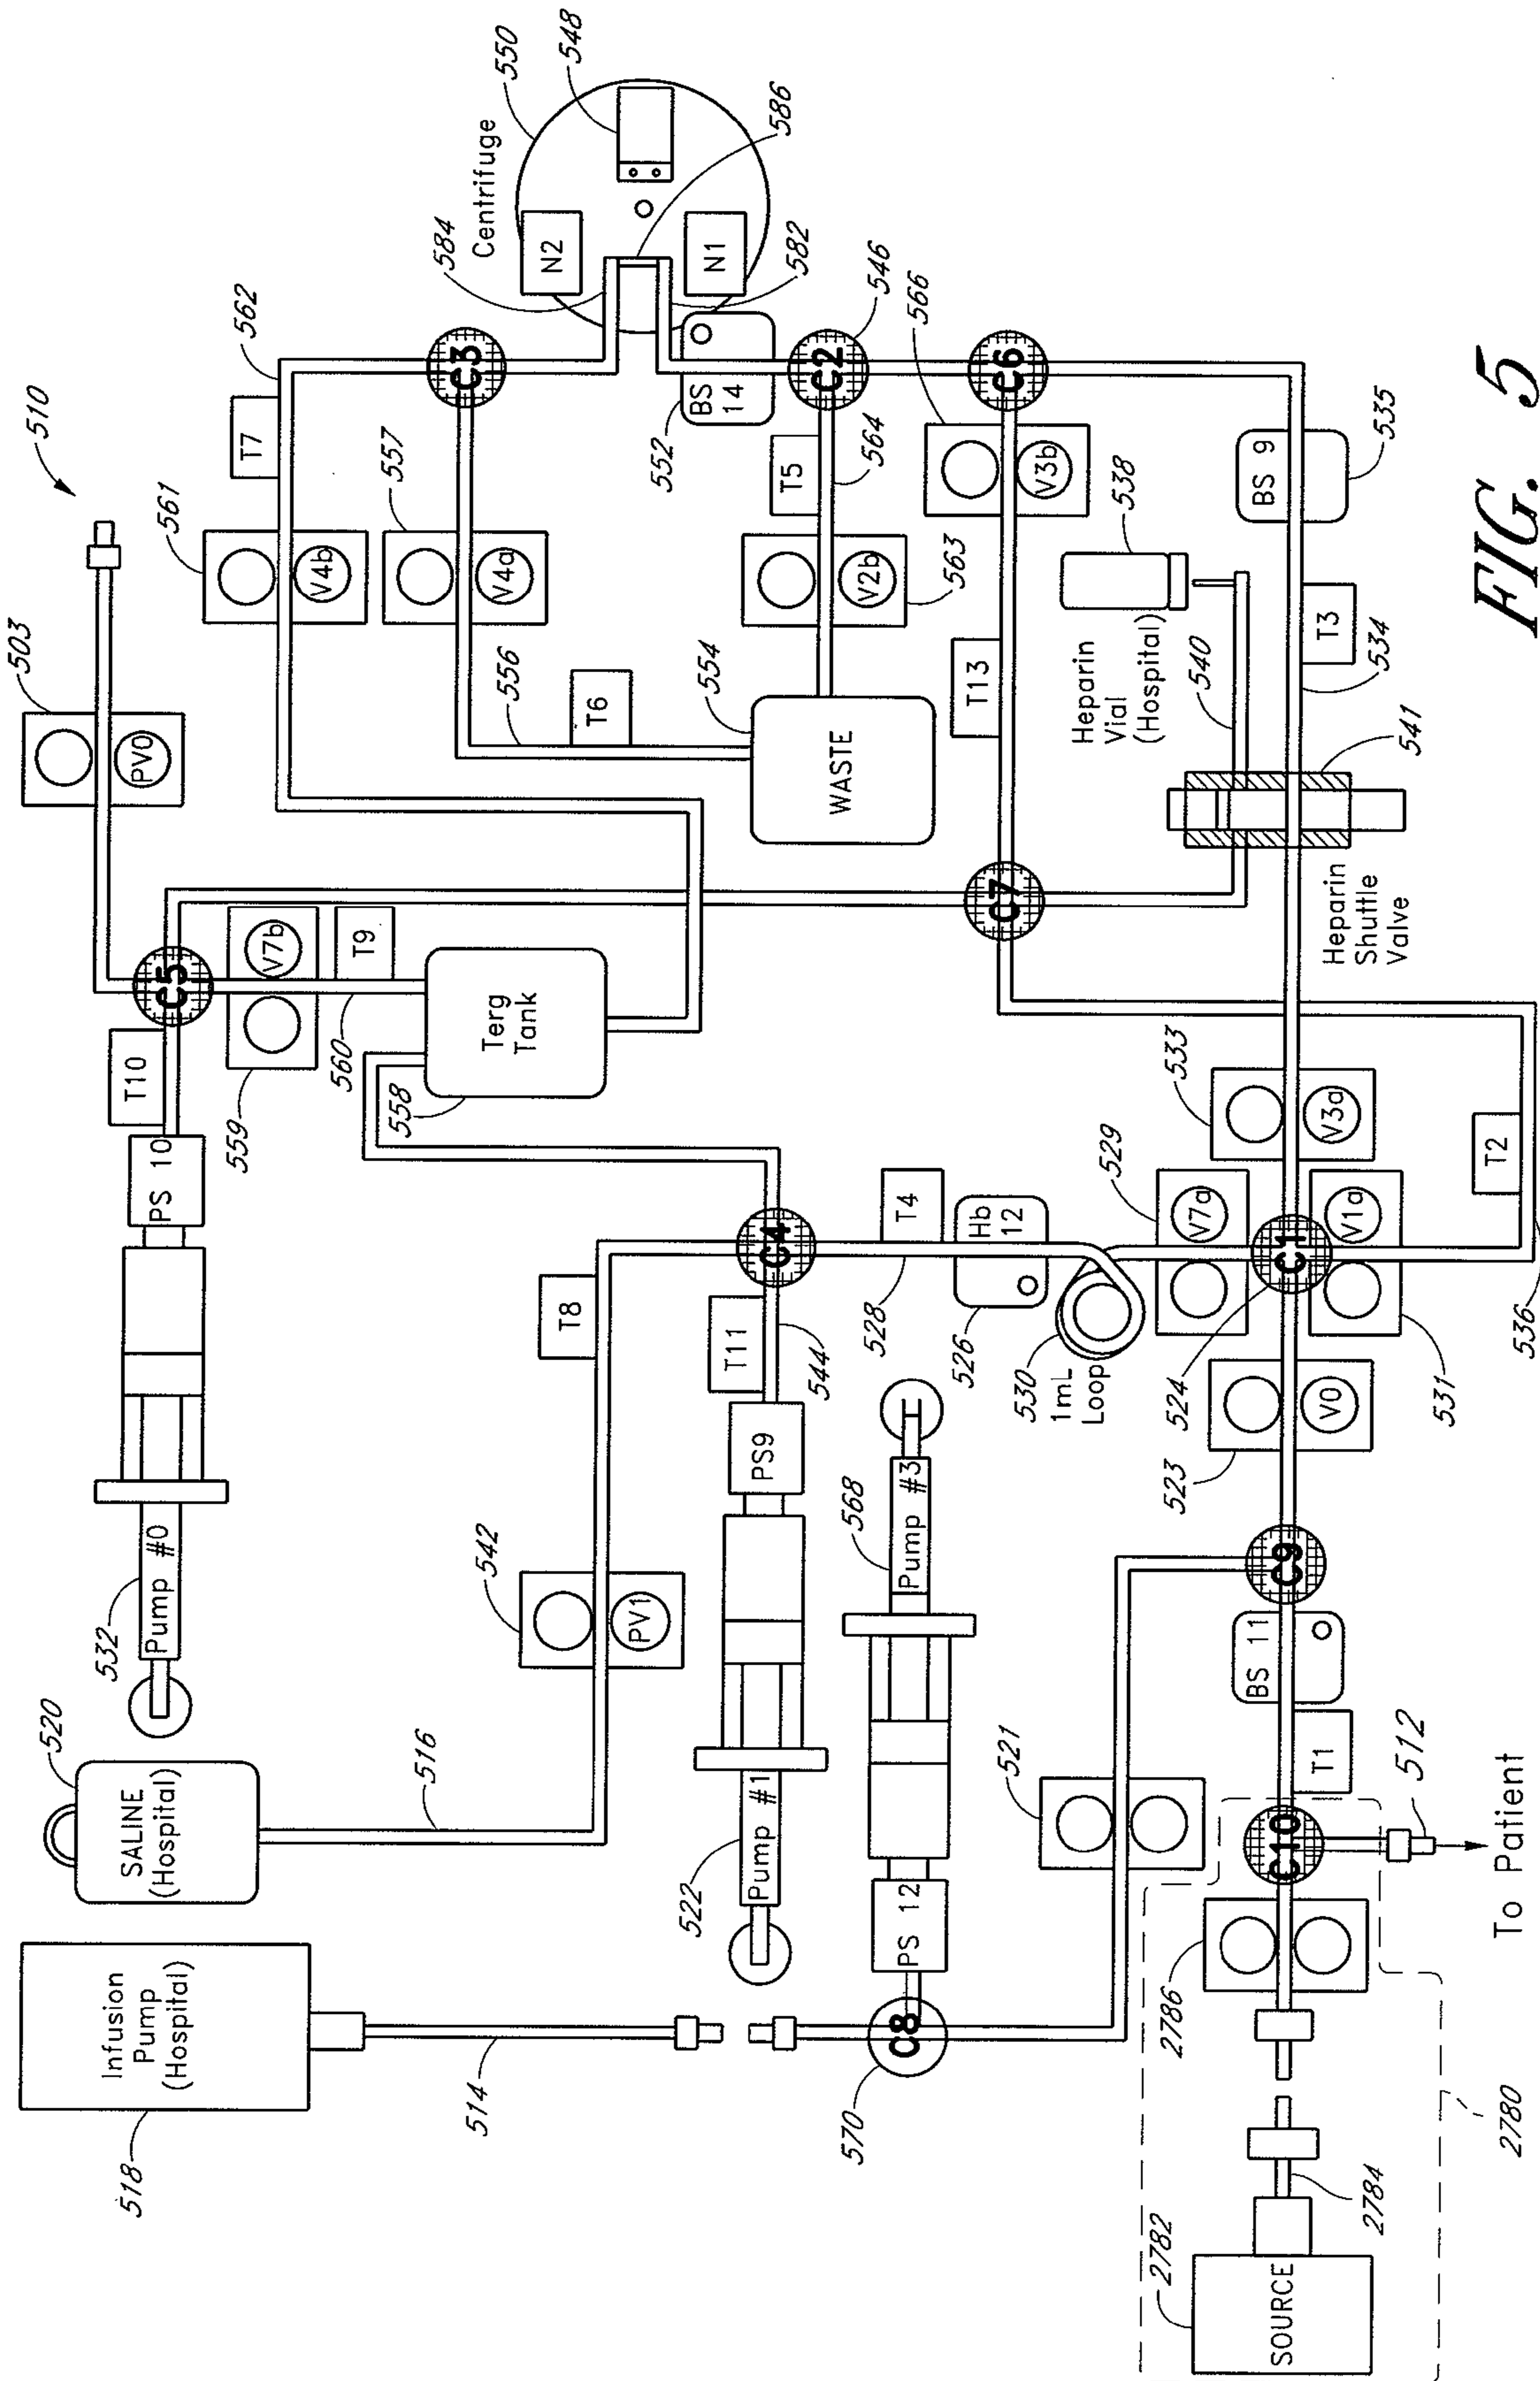 510
503
PV0
532
Pump #0
PS 10
T10
C5
V7b
559
T9
560
Terg
Tank
558
561
V4b
T7
562
557
V4a
C3
556
T6
584
Centrifuge
N2
N1
550
548
586
582
552
BS
14
C2
546
T5
564
V2b
563
554
WASTE
C6
566
V3b
T13
C7
Heparin
Vial
(Hospital)
538
540
541
Heparin
Shuttle
Valve
BS 9
535
T3
534
520
SALINE
(Hospital)
516
542
PV1
T8
C4
T11
544
PS9
522
Pump #1
T4
528
Hb
12
526
530
1mL
Loop
568
Pump #3
PS 12
529
V7a
533
V3a
C1
524
V1a
531
T2
536
523
V0
C9
BS 11
T1
521
518
Infusion
Pump
(Hospital)
514
C8
570
C10
512
To Patient
2786
2782
SOURCE
2784
2780
FIG. 5